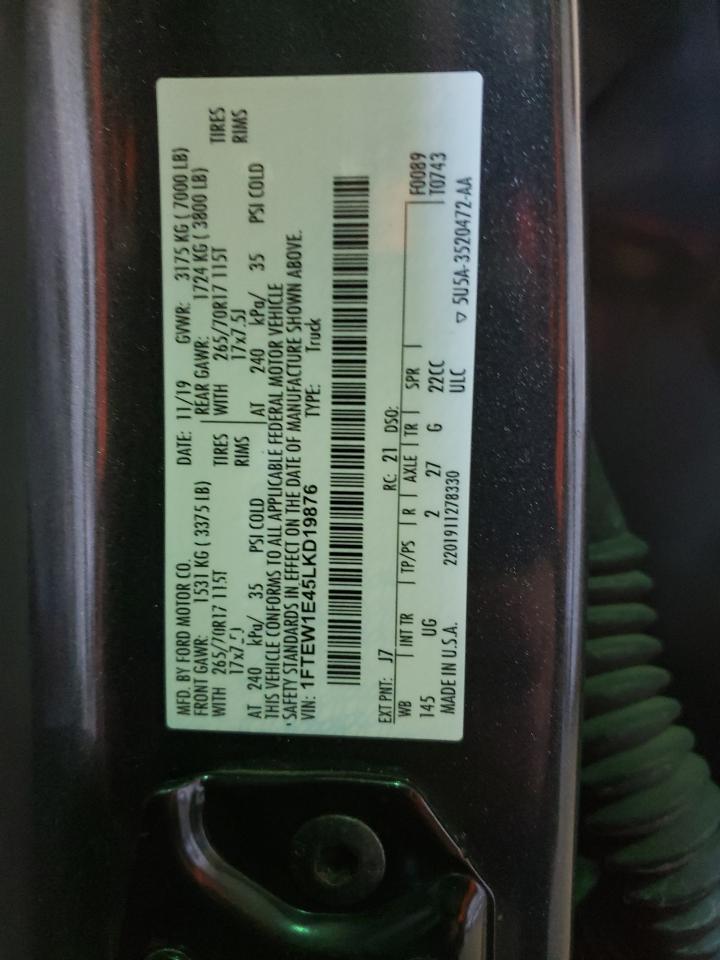 MFD. BY FORD MOTOR CO.
DATE: 11/19 GVWR: 3175 KG ( 7000 LB)
FRONT GAWR: 1531 KG ( 3375 LB)
REAR GAWR: 1724 KG ( 3800 LB)
WITH 265/70R17 115T TIRES
WITH 265/70R17 115T TIRES
17x7.5J RIMS
17x7.5J RIMS
AT 240 kPa/ 35 PSI COLD
AT 240 kPa/ 35 PSI COLD
THIS VEHICLE CONFORMS TO ALL APPLICABLE FEDERAL MOTOR VEHICLE
SAFETY STANDARDS IN EFFECT ON THE DATE OF MANUFACTURE SHOWN ABOVE.
VIN: 1FTEW1E45LKD19876 TYPE: Truck
EXT PNT: J7 RC: 21 DSO: F0089
WB INT TR TP/PS R AXLE TR SPR T0743
145 UG 2 27 G 22CC
MADE IN U.S.A. 2201911278330 ULC ▽ 5U5A-3520472-AA